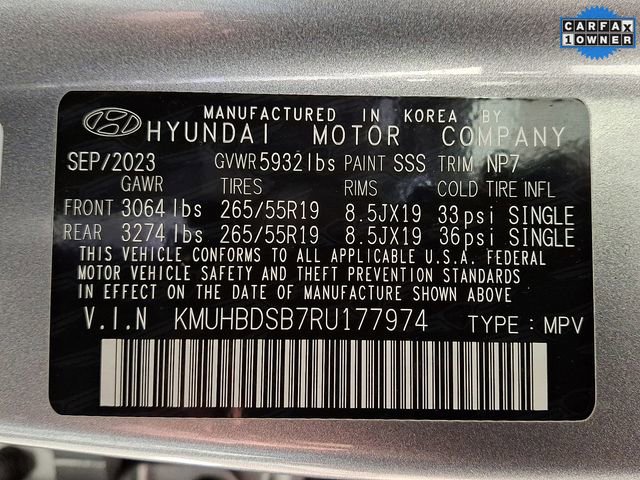 CARFAX
1 OWNER
MANUFACTURED IN KOREA BY
HYUNDAI MOTOR COMPANY
SEP/2023 GVWR5932lbs PAINT SSS TRIM NP7
GAWR TIRES RIMS COLD TIRE INFL
FRONT 3064lbs 265/55R19 8.5JX19 33psi SINGLE
REAR 3274lbs 265/55R19 8.5JX19 36psi SINGLE
THIS VEHICLE CONFORMS TO ALL APPLICABLE U.S.A. FEDERAL
MOTOR VEHICLE SAFETY AND THEFT PREVENTION STANDARDS
IN EFFECT ON THE DATE OF MANUFACTURE SHOWN ABOVE
V.I.N KMUHBDSB7RU177974 TYPE : MPV